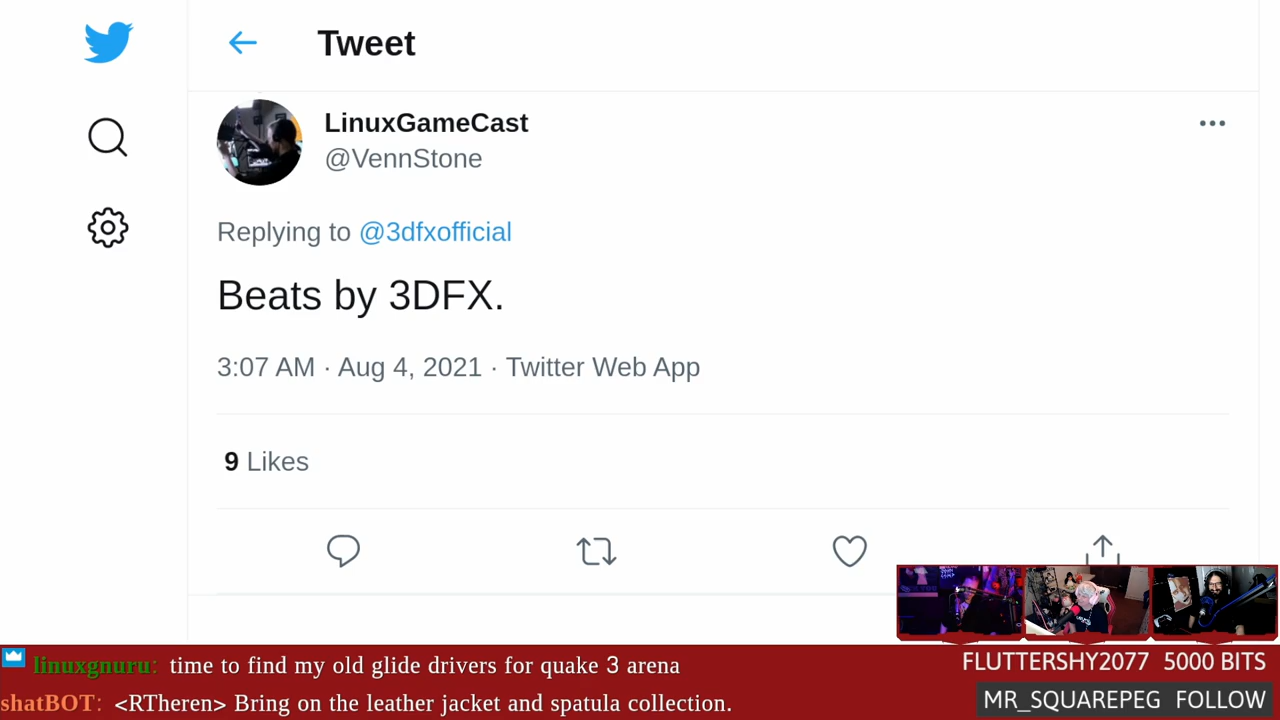 Tweet
LinuxGameCast
@VennStone
Replying to @3dfxofficial
Beats by 3DFX.
3:07 AM · Aug 4, 2021 · Twitter Web App
9 Likes
linuxgnuru: time to find my old glide drivers for quake 3 arena
shatBOT: <RTheren> Bring on the leather jacket and spatula collection.
FLUTTERSHY2077 5000 BITS
MR_SQUAREPEG FOLLOW